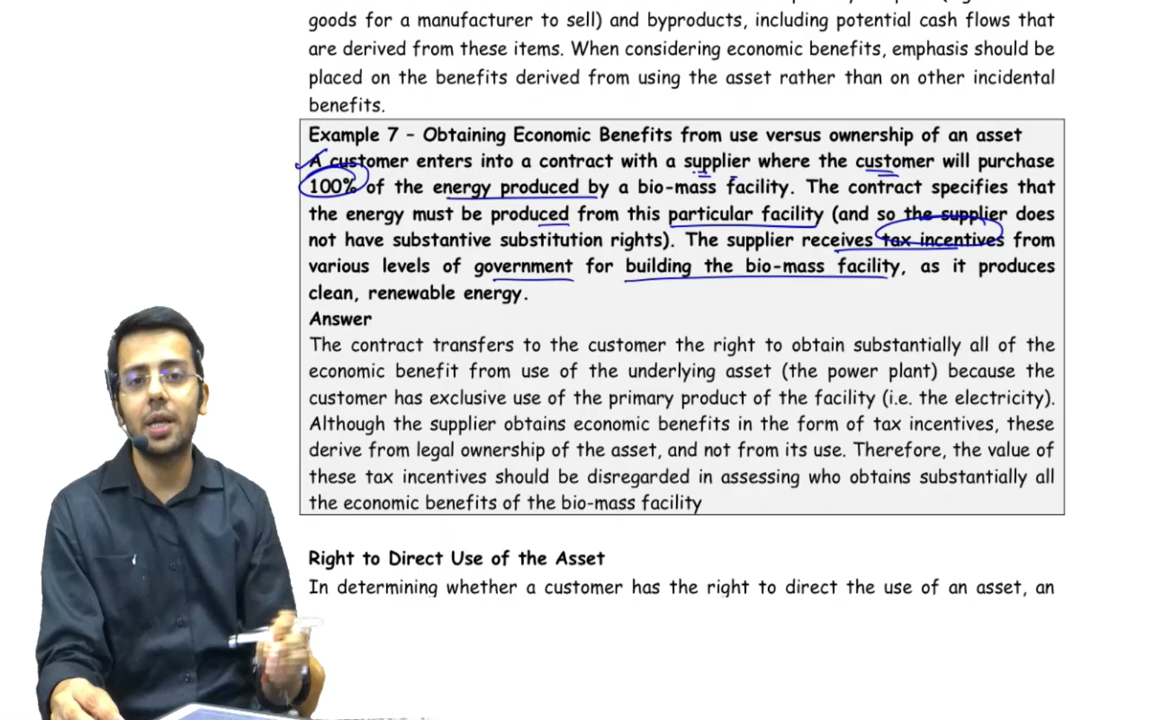 goods for a manufacturer to sell) and byproducts, including potential cash flows that
are derived from these items. When considering economic benefits, emphasis should be
placed on the benefits derived from using the asset rather than on other incidental
benefits.
Example 7 - Obtaining Economic Benefits from use versus ownership of an asset
A customer enters into a contract with a supplier where the customer will purchase
100% of the energy produced by a bio-mass facility. The contract specifies that
the energy must be produced from this particular facility (and so the supplier does
not have substantive substitution rights). The supplier receives tax incentives from
various levels of government for building the bio-mass facility, as it produces
clean, renewable energy.
Answer
The contract transfers to the customer the right to obtain substantially all of the
economic benefit from use of the underlying asset (the power plant) because the
customer has exclusive use of the primary product of the facility (i.e. the electricity).
Although the supplier obtains economic benefits in the form of tax incentives, these
derive from legal ownership of the asset, and not from its use. Therefore, the value of
these tax incentives should be disregarded in assessing who obtains substantially all
the economic benefits of the bio-mass facility
Right to Direct Use of the Asset
In determining whether a customer has the right to direct the use of an asset, an